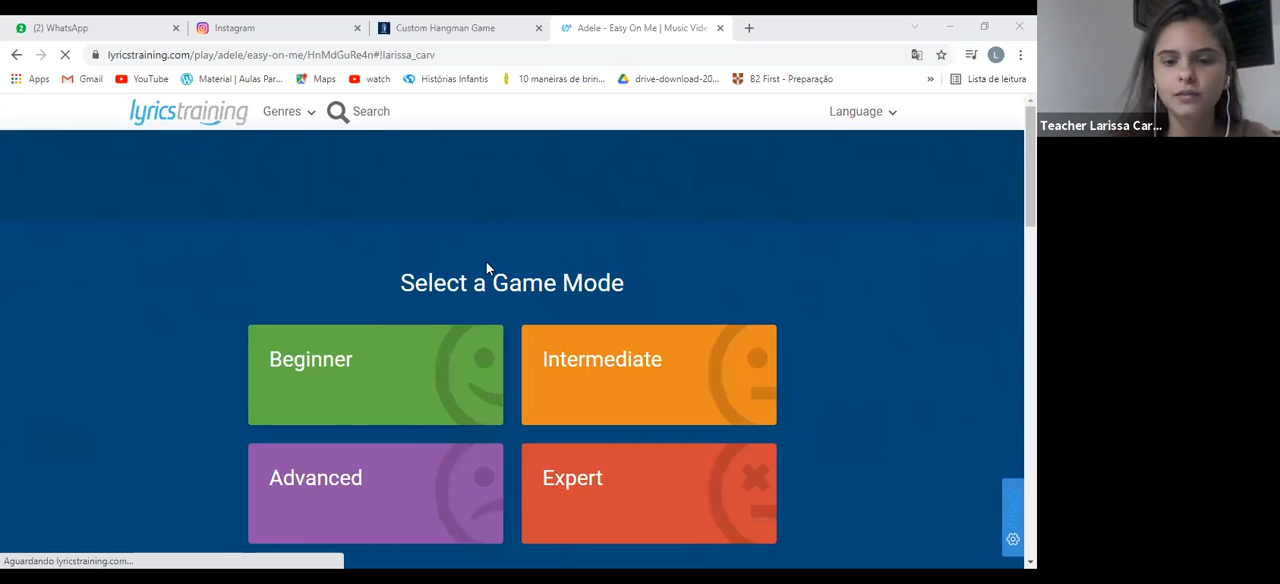 (2) WhatsApp
Instagram
Custom Hangman Game
Adele - Easy On Me | Music Vide
lyricstraining.com/play/adele/easy-on-me/HnMdGuRe4n#!larissa_carv
L
Apps
Gmail
YouTube
Material | Aulas Par...
Maps
watch
Histórias Infantis
10 maneiras de brin...
drive-download-20...
B2 First - Preparação
»
Lista de leitura
lyricstraining
Genres
Search
Language
Teacher Larissa Car...
Select a Game Mode
Beginner
Intermediate
Advanced
Expert
Privacy
Aguardando lyricstraining.com...